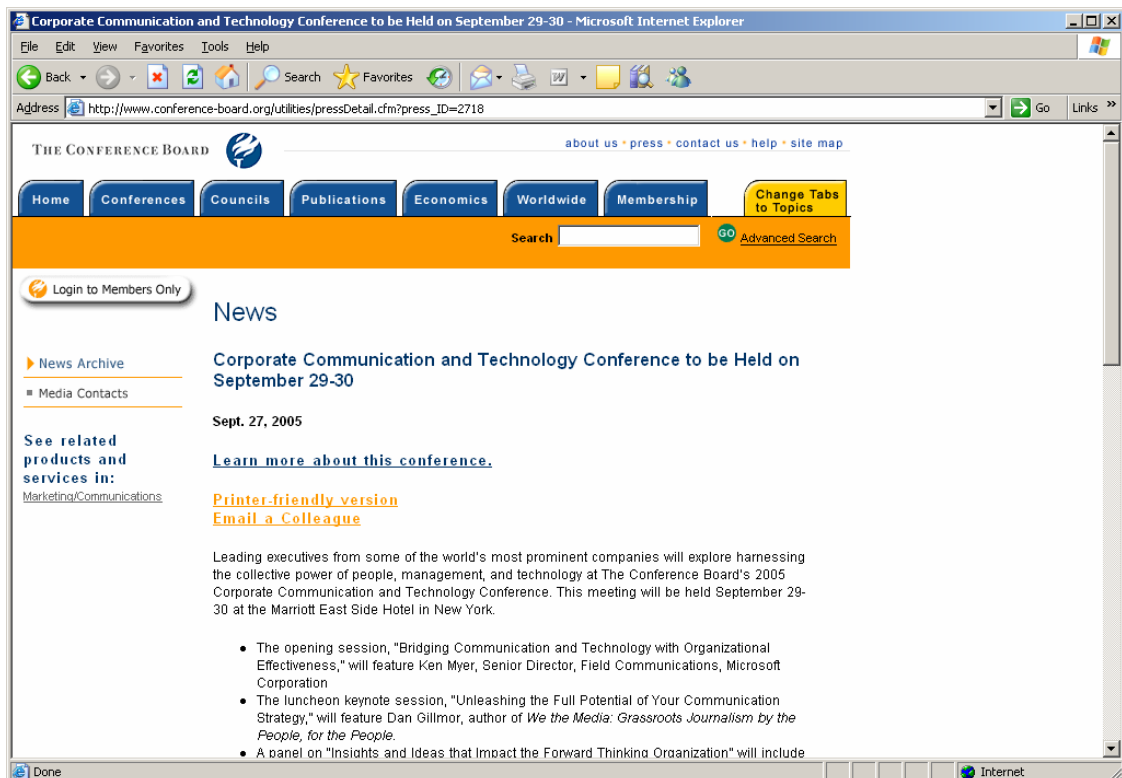 Corporate Communication and Technology Conference to be Held on September 29-30 - Microsoft Internet Explorer
File Edit View Favorites Tools Help
Back Search Favorites
Address http://www.conference-board.org/utilities/pressDetail.cfm?press_ID=2718 Go Links »
THE CONFERENCE BOARD
about us • press • contact us • help • site map
Home Conferences Councils Publications Economics Worldwide Membership Change Tabs
to Topics
Search GO Advanced Search
Login to Members Only
News
News Archive
Media Contacts
See related
products and
services in:
Marketing/Communications
Corporate Communication and Technology Conference to be Held on
September 29-30
Sept. 27, 2005
Learn more about this conference.
Printer-friendly version
Email a Colleague
Leading executives from some of the world's most prominent companies will explore harnessing
the collective power of people, management, and technology at The Conference Board's 2005
Corporate Communication and Technology Conference. This meeting will be held September 29-
30 at the Marriott East Side Hotel in New York.
• The opening session, "Bridging Communication and Technology with Organizational
Effectiveness," will feature Ken Myer, Senior Director, Field Communications, Microsoft
Corporation
• The luncheon keynote session, "Unleashing the Full Potential of Your Communication
Strategy," will feature Dan Gillmor, author of We the Media: Grassroots Journalism by the
People, for the People.
• A panel on "Insights and Ideas that Impact the Forward Thinking Organization" will include
Done Internet